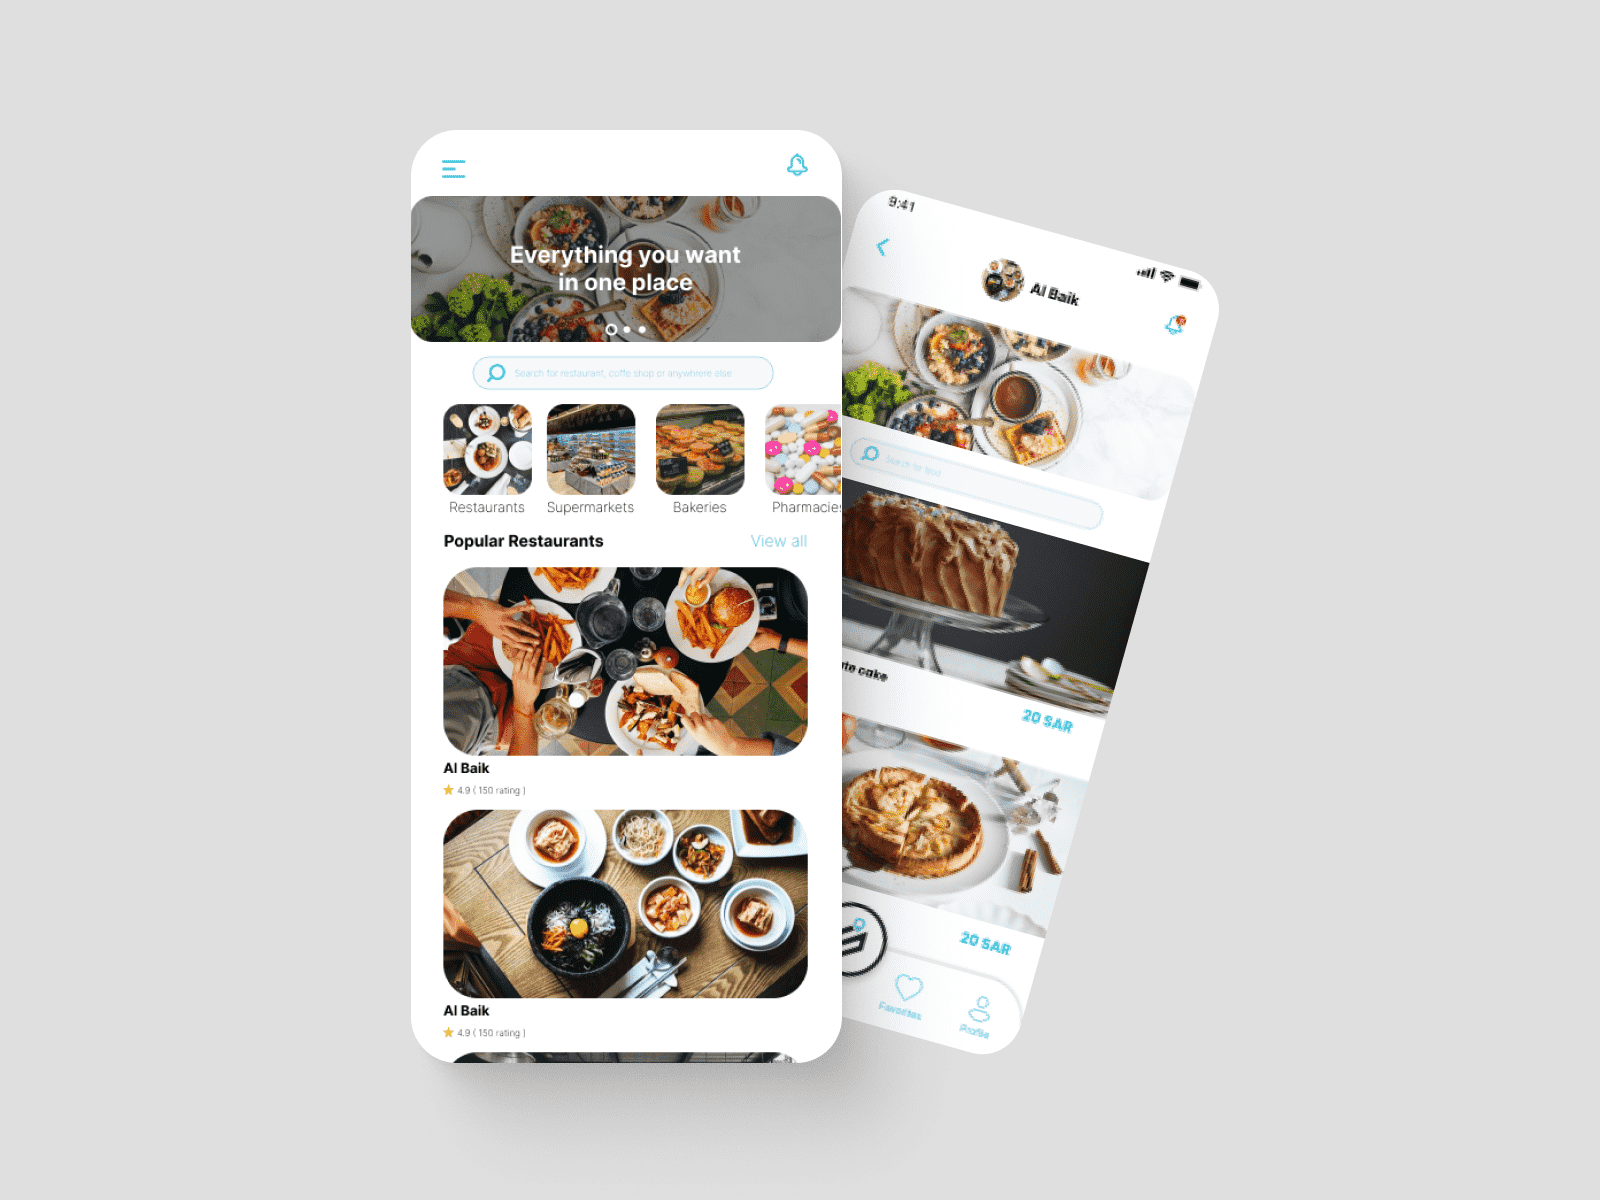 Everything you want
in one place
Search for restaurant, coffe shop or anywhrere else
Restaurants
Supermarkets
Bakeries
Pharmacies
Popular Restaurants
View all
Al Baik
4.9 ( 150 rating )
Al Baik
4.9 ( 150 rating )
9:41
Al Baik
Search for food
cake
20 SAR
20 SAR
Favorites
Profile